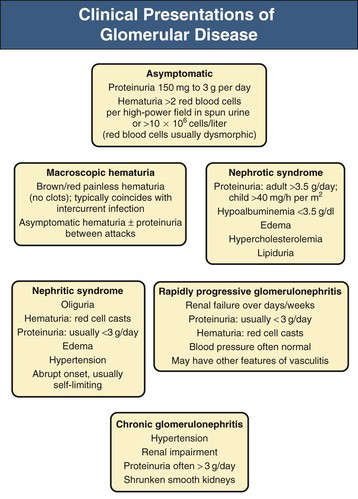 Clinical Presentations of
Glomerular Disease
Asymptomatic
Proteinuria 150 mg to 3 g per day
Hematuria >2 red blood cells
per high-power field in spun urine
or >10 × 10⁶ cells/liter
(red blood cells usually dysmorphic)
Macroscopic hematuria
Brown/red painless hematuria
(no clots); typically coincides with
intercurrent infection
Asymptomatic hematuria ± proteinuria
between attacks
Nephrotic syndrome
Proteinuria: adult >3.5 g/day;
child >40 mg/h per m²
Hypoalbuminemia <3.5 g/dl
Edema
Hypercholesterolemia
Lipiduria
Nephritic syndrome
Oliguria
Hematuria: red cell casts
Proteinuria: usually <3 g/day
Edema
Hypertension
Abrupt onset, usually
self-limiting
Rapidly progressive glomerulonephritis
Renal failure over days/weeks
Proteinuria: usually <3 g/day
Hematuria: red cell casts
Blood pressure often normal
May have other features of vasculitis
Chronic glomerulonephritis
Hypertension
Renal impairment
Proteinuria often >3 g/day
Shrunken smooth kidneys